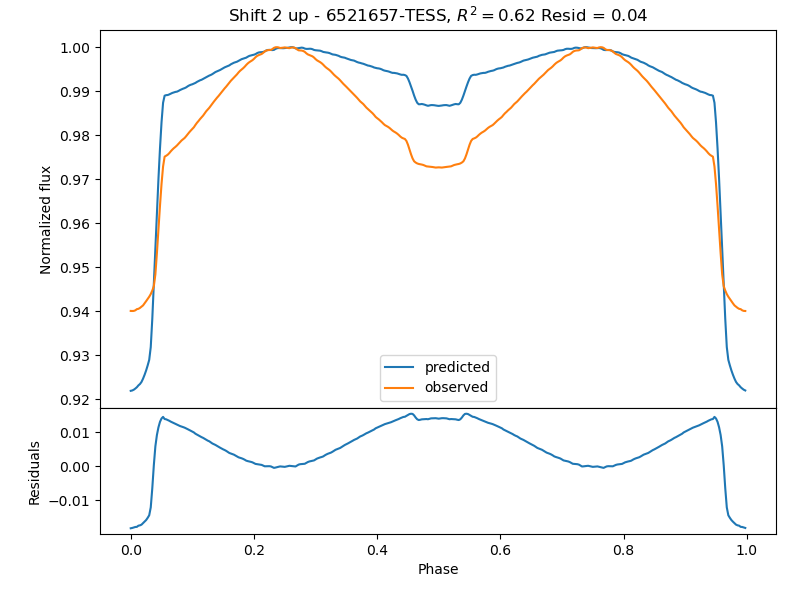 Shift 2 up - 6521657-TESS, R² = 0.62 Resid = 0.04
1.00
0.99
0.98
0.97
0.96
0.95
0.94
0.93
0.92
Normalized flux
predicted
observed
0.01
0.00
−0.01
Residuals
0.0 0.2 0.4 0.6 0.8 1.0
Phase